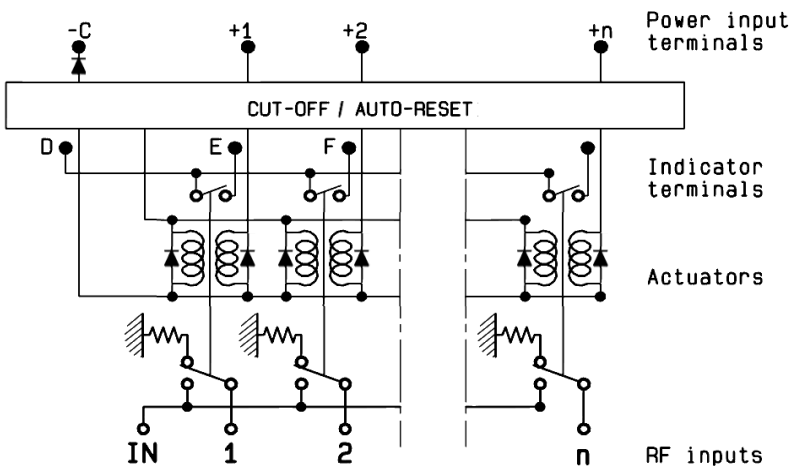 -C +1 +2 +n Power input
terminals
CUT-OFF / AUTO-RESET
D E F Indicator
terminals
Actuators
IN 1 2 n RF inputs